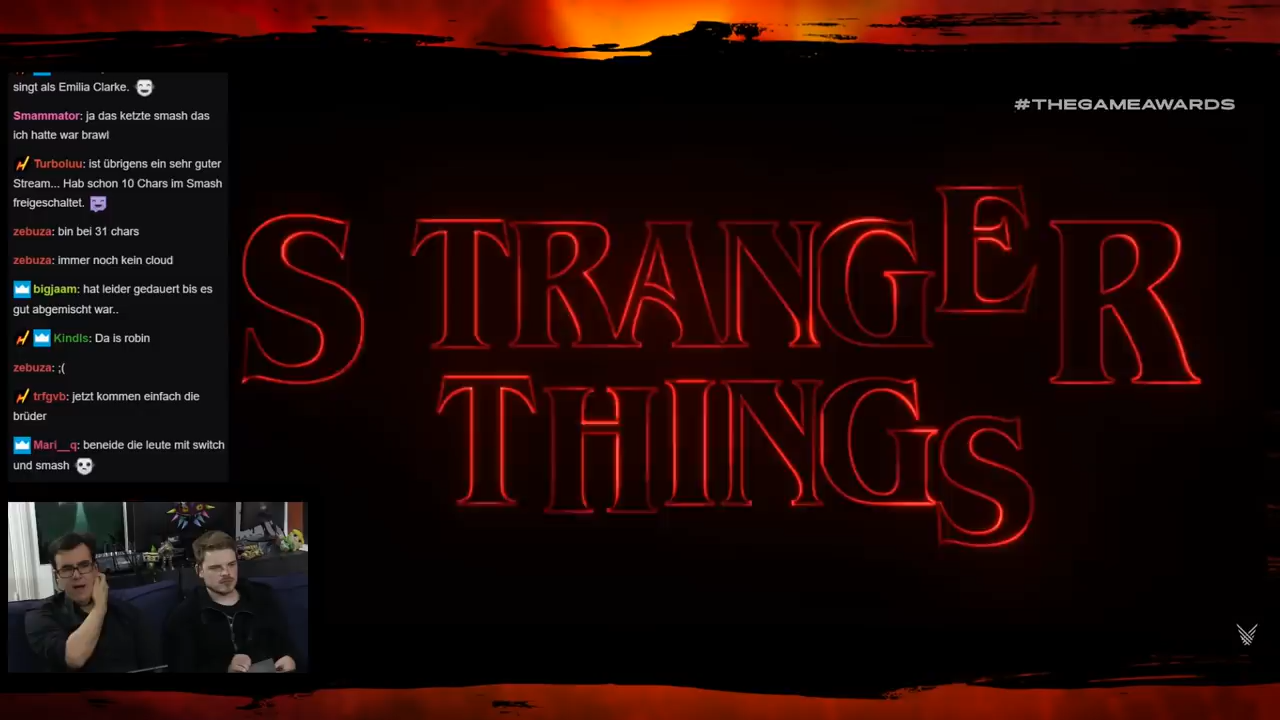 singt als Emilia Clarke.
Smammator: ja das ketzte smash das
ich hatte war brawl
Turboluu: ist übrigens ein sehr guter
Stream... Hab schon 10 Chars im Smash
freigeschaltet.
zebuza: bin bei 31 chars
zebuza: immer noch kein cloud
bigjaam: hat leider gedauert bis es
gut abgemischt war..
Kindls: Da is robin
zebuza: ;(
trfgvb: jetzt kommen einfach die
brüder
Mari__q: beneide die leute mit switch
und smash
#THEGAMEAWARDS
STRANGER
THINGS